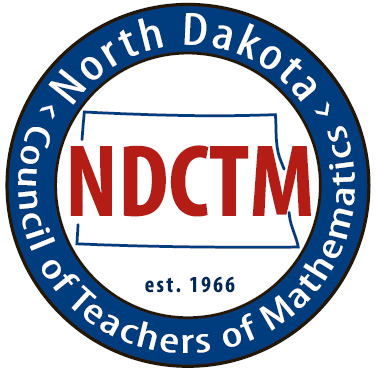 North Dakota
NDCTM
est. 1966
< Council of Teachers of Mathematics >